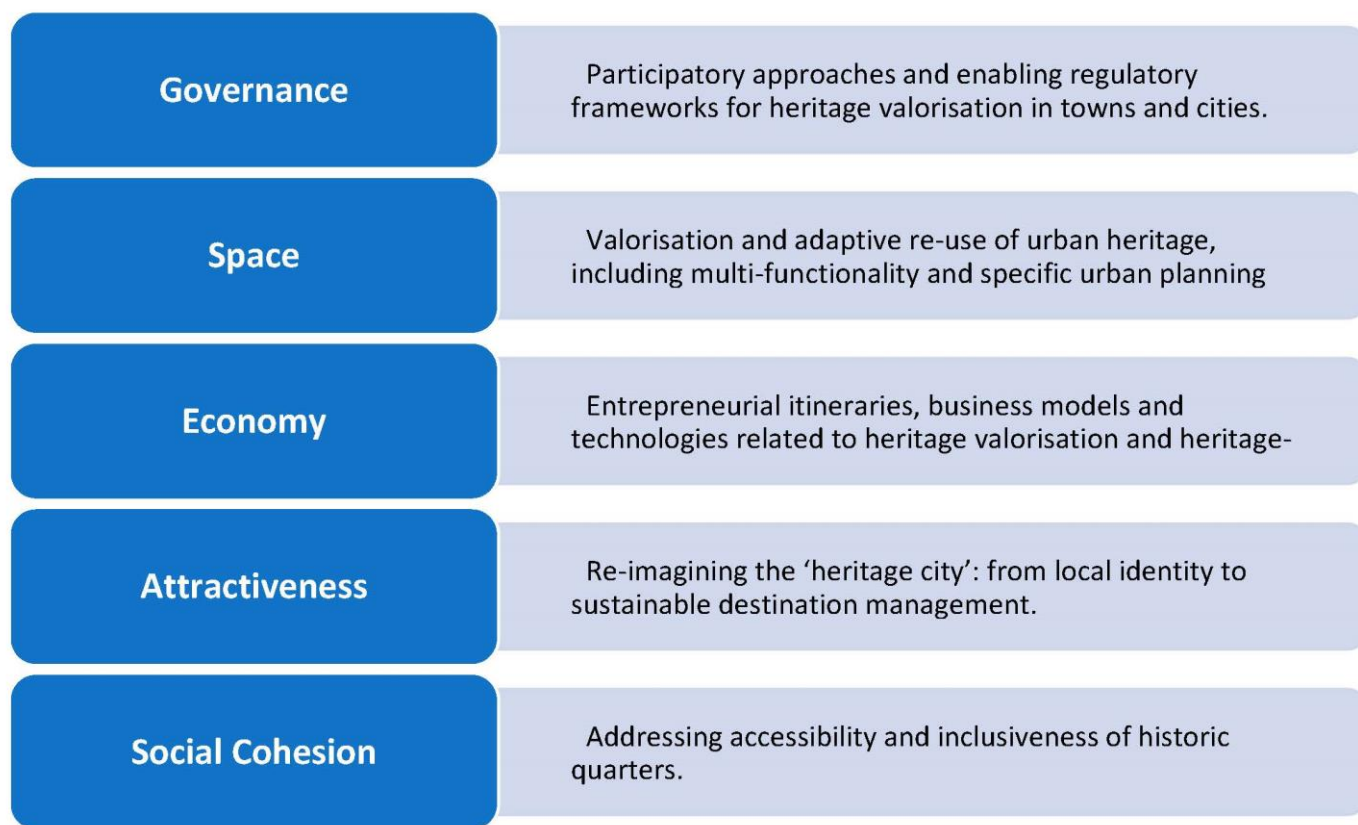 Governance
Participatory approaches and enabling regulatory
frameworks for heritage valorisation in towns and cities.
Space
Valorisation and adaptive re-use of urban heritage,
including multi-functionality and specific urban planning
Economy
Entrepreneurial itineraries, business models and
technologies related to heritage valorisation and heritage-
Attractiveness
Re-imagining the ‘heritage city’: from local identity to
sustainable destination management.
Social Cohesion
Addressing accessibility and inclusiveness of historic
quarters.